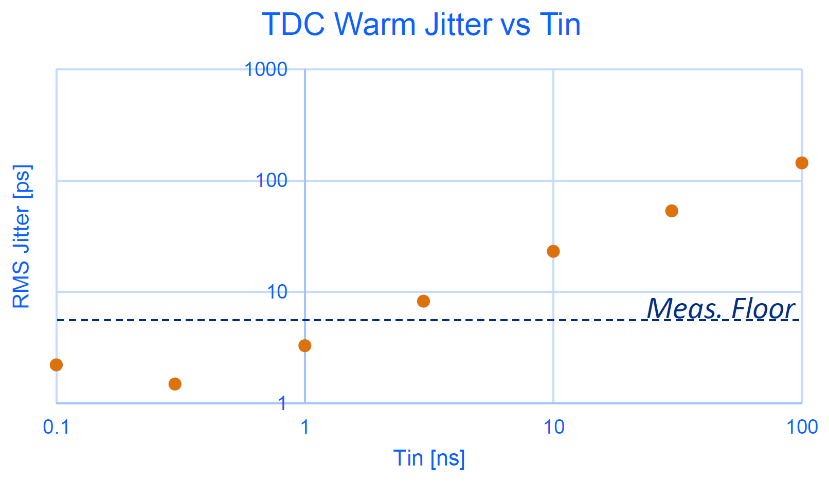 TDC Warm Jitter vs Tin
1000
100
10
1
RMS Jitter [ps]
Meas. Floor
0.1 1 10 100
Tin [ns]